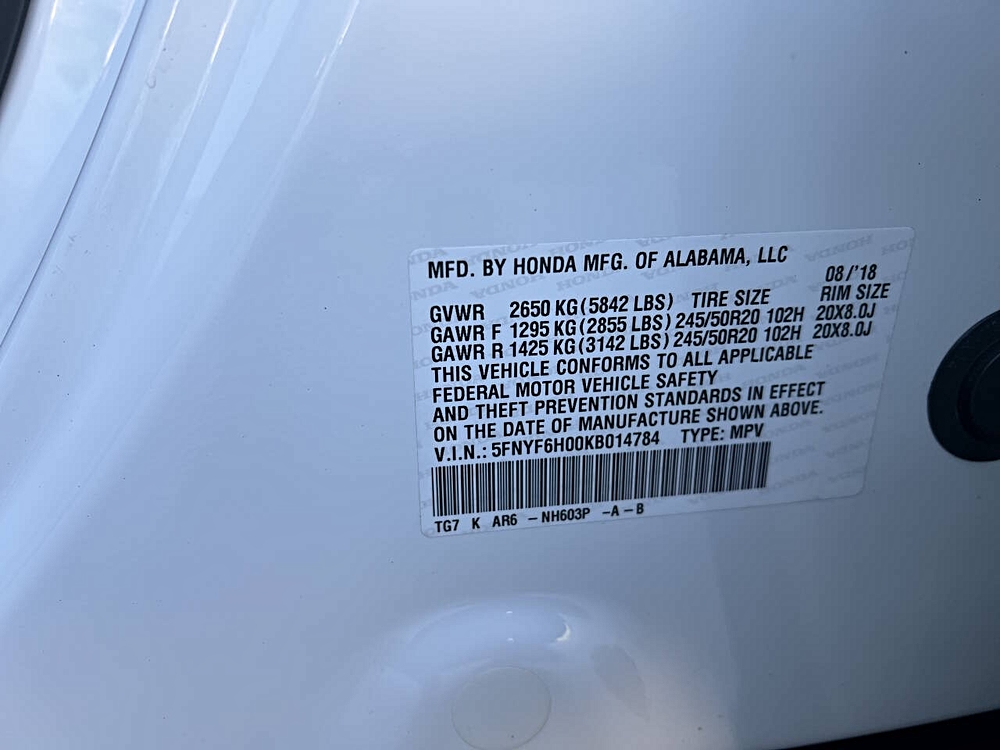 MFD. BY HONDA MFG. OF ALABAMA, LLC
08/'18
GVWR 2650 KG (5842 LBS) TIRE SIZE RIM SIZE
GAWR F 1295 KG (2855 LBS) 245/50R20 102H 20X8.0J
GAWR R 1425 KG (3142 LBS) 245/50R20 102H 20X8.0J
THIS VEHICLE CONFORMS TO ALL APPLICABLE
FEDERAL MOTOR VEHICLE SAFETY
AND THEFT PREVENTION STANDARDS IN EFFECT
ON THE DATE OF MANUFACTURE SHOWN ABOVE.
V.I.N.: 5FNYF6H00KB014784 TYPE: MPV
TG7 K AR6 – NH603P –A – B